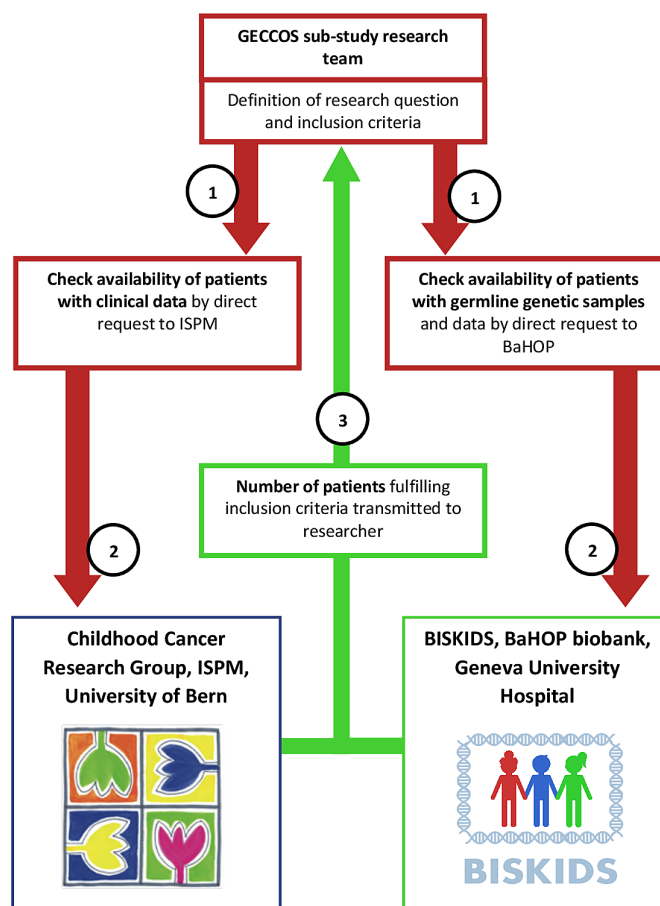 GECCOS sub-study research
team
Definition of research question
and inclusion criteria
1
1
Check availability of patients
with clinical data by direct
request to ISPM
Check availability of patients
with germline genetic samples
and data by direct request to
BaHOP
3
Number of patients fulfilling
inclusion criteria transmitted to
researcher
2
2
Childhood Cancer
Research Group, ISPM,
University of Bern
BISKIDS, BaHOP biobank,
Geneva University
Hospital
BISKIDS